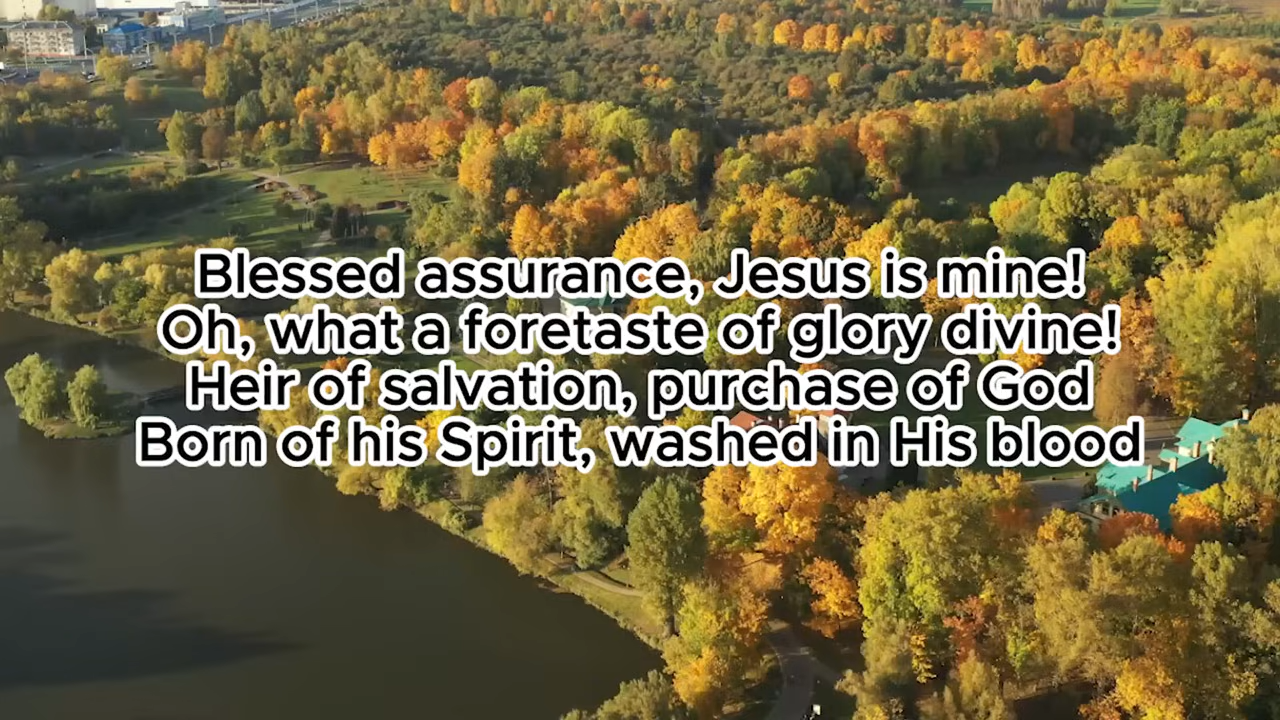 Blessed assurance, Jesus is mine!
Oh, what a foretaste of glory divine!
Heir of salvation, purchase of God
Born of his Spirit, washed in His blood